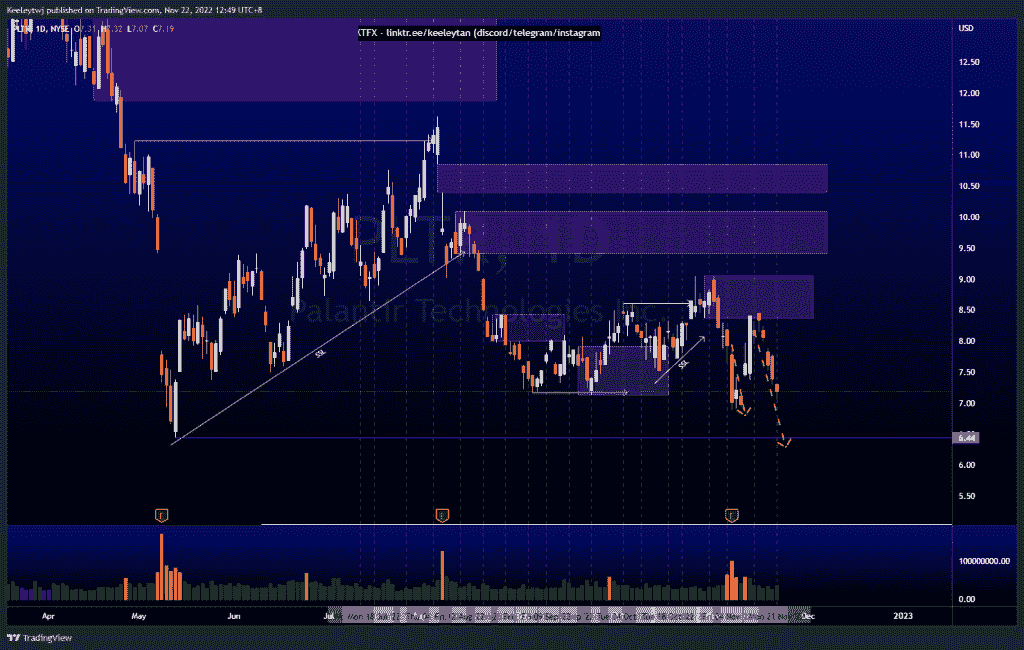 Keeleytwj published on TradingView.com, Nov 22, 2022 12:49 UTC+8
PLTR, 1D, NYSE O7.31 H7.32 L7.07 C7.19
KTFX - linktr.ee/keeleytan (discord/telegram/instagram
USD
12.50
12.00
11.50
11.00
10.50
10.00
9.50
9.00
8.50
8.00
7.50
7.00
6.44
6.00
5.50
PLTR, 1D
Palantir Technologies Inc.
SSL
SSL
E
E
E
100000000.00
0.00
Apr
May
Jun
Jul
Mon 18 Jul '22
Dec
2023
TradingView